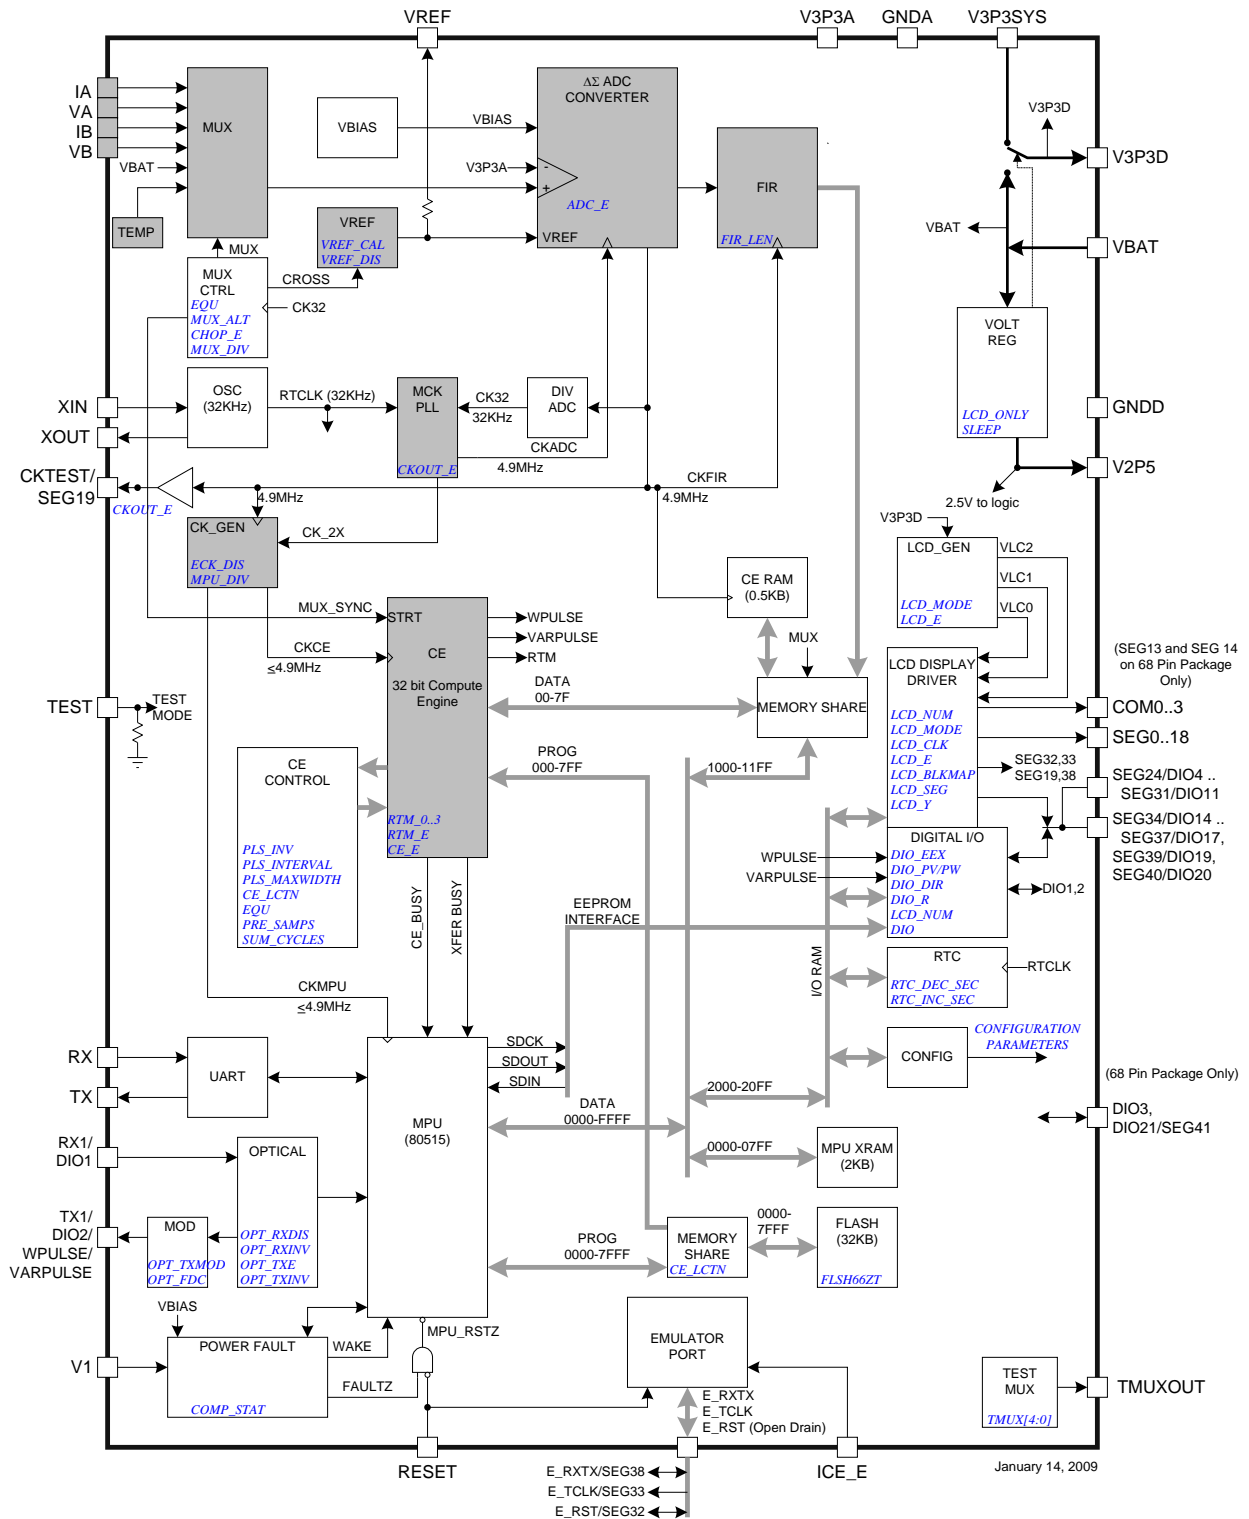 VREF
V3P3A
GNDA
V3P3SYS
IA
VA
IB
VB
VBAT
TEMP
MUX
VBIAS
VBIAS
V3P3A
ΔΣ ADC
CONVERTER
-
+
ADC_E
VREF
FIR
FIR_LEN
VREF
VREF_CAL
VREF_DIS
V3P3D
V3P3D
VBAT
VBAT
MUX
MUX
CTRL
EQU
MUX_ALT
CHOP_E
MUX_DIV
CROSS
CK32
VOLT
REG
LCD_ONLY
SLEEP
GNDD
V2P5
2.5V to logic
XIN
XOUT
OSC
(32KHz)
RTCLK (32KHz)
MCK
PLL
CKOUT_E
CK32
32KHz
DIV
ADC
CKADC
4.9MHz
CKTEST/
SEG19
CKOUT_E
4.9MHz
CKFIR
4.9MHz
CK_GEN
ECK_DIS
MPU_DIV
CK_2X
V3P3D
LCD_GEN
LCD_MODE
LCD_E
VLC2
VLC1
VLC0
CE RAM
(0.5KB)
MUX_SYNC
STRT
CKCE
≤4.9MHz
CE
32 bit Compute
Engine
RTM_0..3
RTM_E
CE_E
WPULSE
VARPULSE
RTM
MUX
DATA
00-7F
MEMORY SHARE
(SEG13 and SEG 14
on 68 Pin Package
Only)
LCD DISPLAY
DRIVER
LCD_NUM
LCD_MODE
LCD_CLK
LCD_E
LCD_BLKMAP
LCD_SEG
LCD_Y
COM0..3
SEG0..18
SEG32,33
SEG19,38
SEG24/DIO4 ..
SEG31/DIO11
SEG34/DIO14 ..
SEG37/DIO17,
SEG39/DIO19,
SEG40/DIO20
TEST
TEST
MODE
CE
CONTROL
PLS_INV
PLS_INTERVAL
PLS_MAXWIDTH
CE_LCTN
EQU
PRE_SAMPS
SUM_CYCLES
PROG
000-7FF
1000-11FF
DIGITAL I/O
DIO_EEX
DIO_PV/PW
DIO_DIR
DIO_R
LCD_NUM
DIO
WPULSE
VARPULSE
DIO1,2
CE_BUSY
XFER BUSY
EEPROM
INTERFACE
I/O RAM
RTC
RTC_DEC_SEC
RTC_INC_SEC
RTCLK
CONFIG
CONFIGURATION
PARAMETERS
CKMPU
≤4.9MHz
RX
TX
UART
MPU
(80515)
SDCK
SDOUT
SDIN
DATA
0000-FFFF
2000-20FF
0000-07FF
MPU XRAM
(2KB)
(68 Pin Package Only)
DIO3,
DIO21/SEG41
RX1/
DIO1
OPTICAL
OPT_RXDIS
OPT_RXINV
OPT_TXE
OPT_TXINV
TX1/
DIO2/
WPULSE/
VARPULSE
MOD
OPT_TXMOD
OPT_FDC
PROG
0000-7FFF
MEMORY
SHARE
CE_LCTN
0000-
7FFF
FLASH
(32KB)
FLSH66ZT
VBIAS
V1
POWER FAULT
COMP_STAT
WAKE
FAULTZ
MPU_RSTZ
EMULATOR
PORT
E_RXTX
E_TCLK
E_RST (Open Drain)
TEST
MUX
TMUX[4:0]
TMUXOUT
RESET
ICE_E
January 14, 2009
E_RXTX/SEG38
E_TCLK/SEG33
E_RST/SEG32